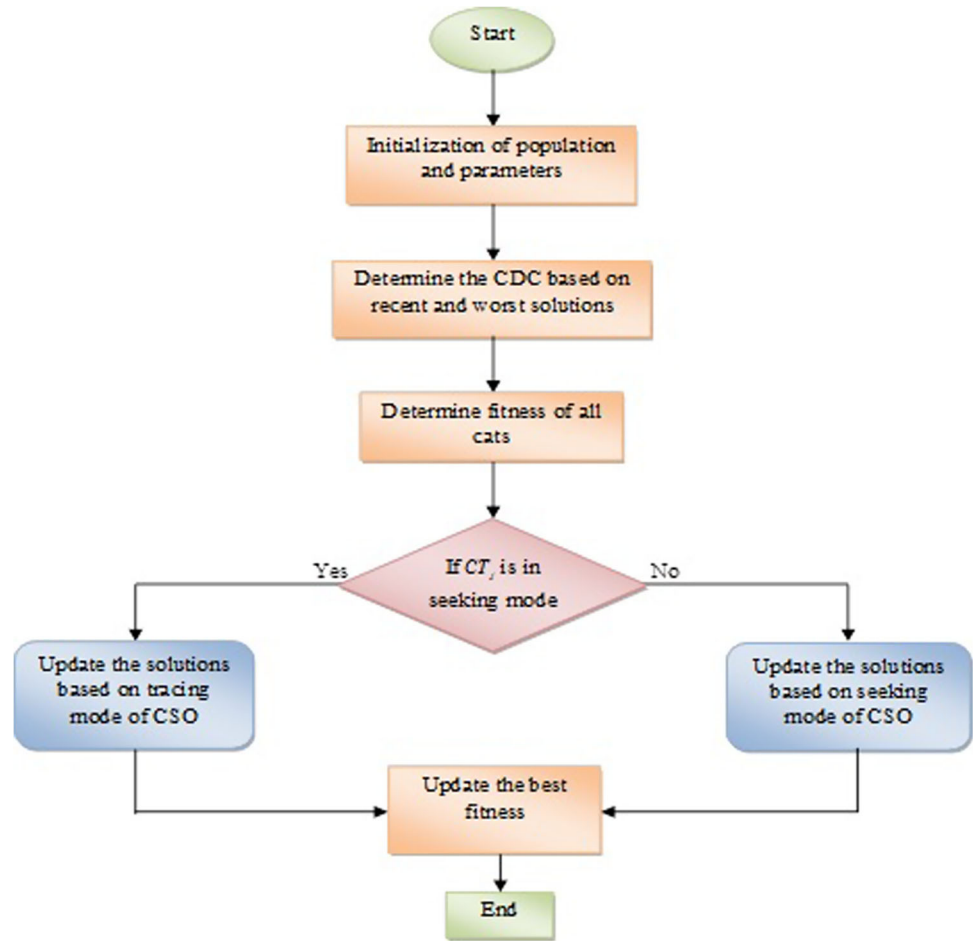 Start
Initialization of population
and parameters
Determine the CDC based on
recent and worst solutions
Determine fitness of all
cats
Yes
If CTᵢ is in
seeking mode
No
Update the solutions
based on tracing
mode of CSO
Update the solutions
based on seeking
mode of CSO
Update the best
fitness
End